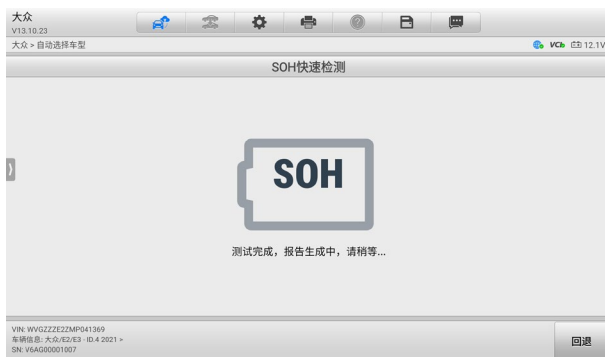 大众
V13.10.23
大众 > 自动选择车型
VCI
12.1V
SOH快速检测
SOH
测试完成，报告生成中，请稍等...
VIN: WVGZZZE2ZMP041369
车辆信息: 大众/E2/E3 - ID.4 2021 >
SN: V6AG00001007
回退